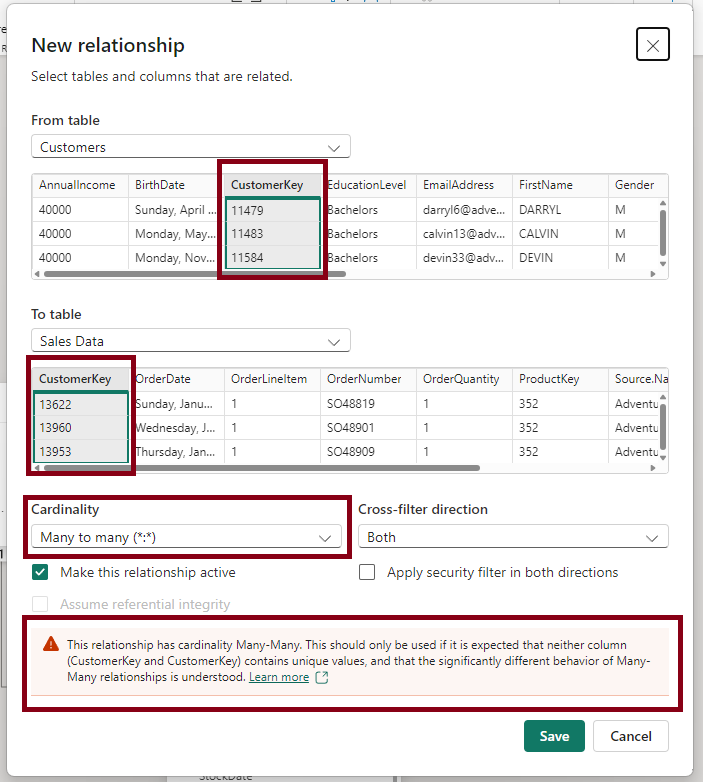 New relationship
Select tables and columns that are related.
From table
Customers
AnnualIncome BirthDate CustomerKey EducationLevel EmailAddress FirstName Gender
40000 Sunday, April ... 11479 Bachelors darryl6@adve... DARRYL M
40000 Monday, May... 11483 Bachelors calvin13@adv... CALVIN M
40000 Monday, Nov... 11584 Bachelors devin33@adv... DEVIN M
To table
Sales Data
CustomerKey OrderDate OrderLineItem OrderNumber OrderQuantity ProductKey Source.Na
13622 Sunday, Janu... 1 SO48819 1 352 Adventu
13960 Wednesday, J... 1 SO48901 1 352 Adventu
13953 Thursday, Jan... 1 SO48909 1 352 Adventu
Cardinality Cross-filter direction
Many to many (*:*) Both
Make this relationship active Apply security filter in both directions
Assume referential integrity
This relationship has cardinality Many-Many. This should only be used if it is expected that neither column
(CustomerKey and CustomerKey) contains unique values, and that the significantly different behavior of Many-
Many relationships is understood. Learn more
Save Cancel
StockDate